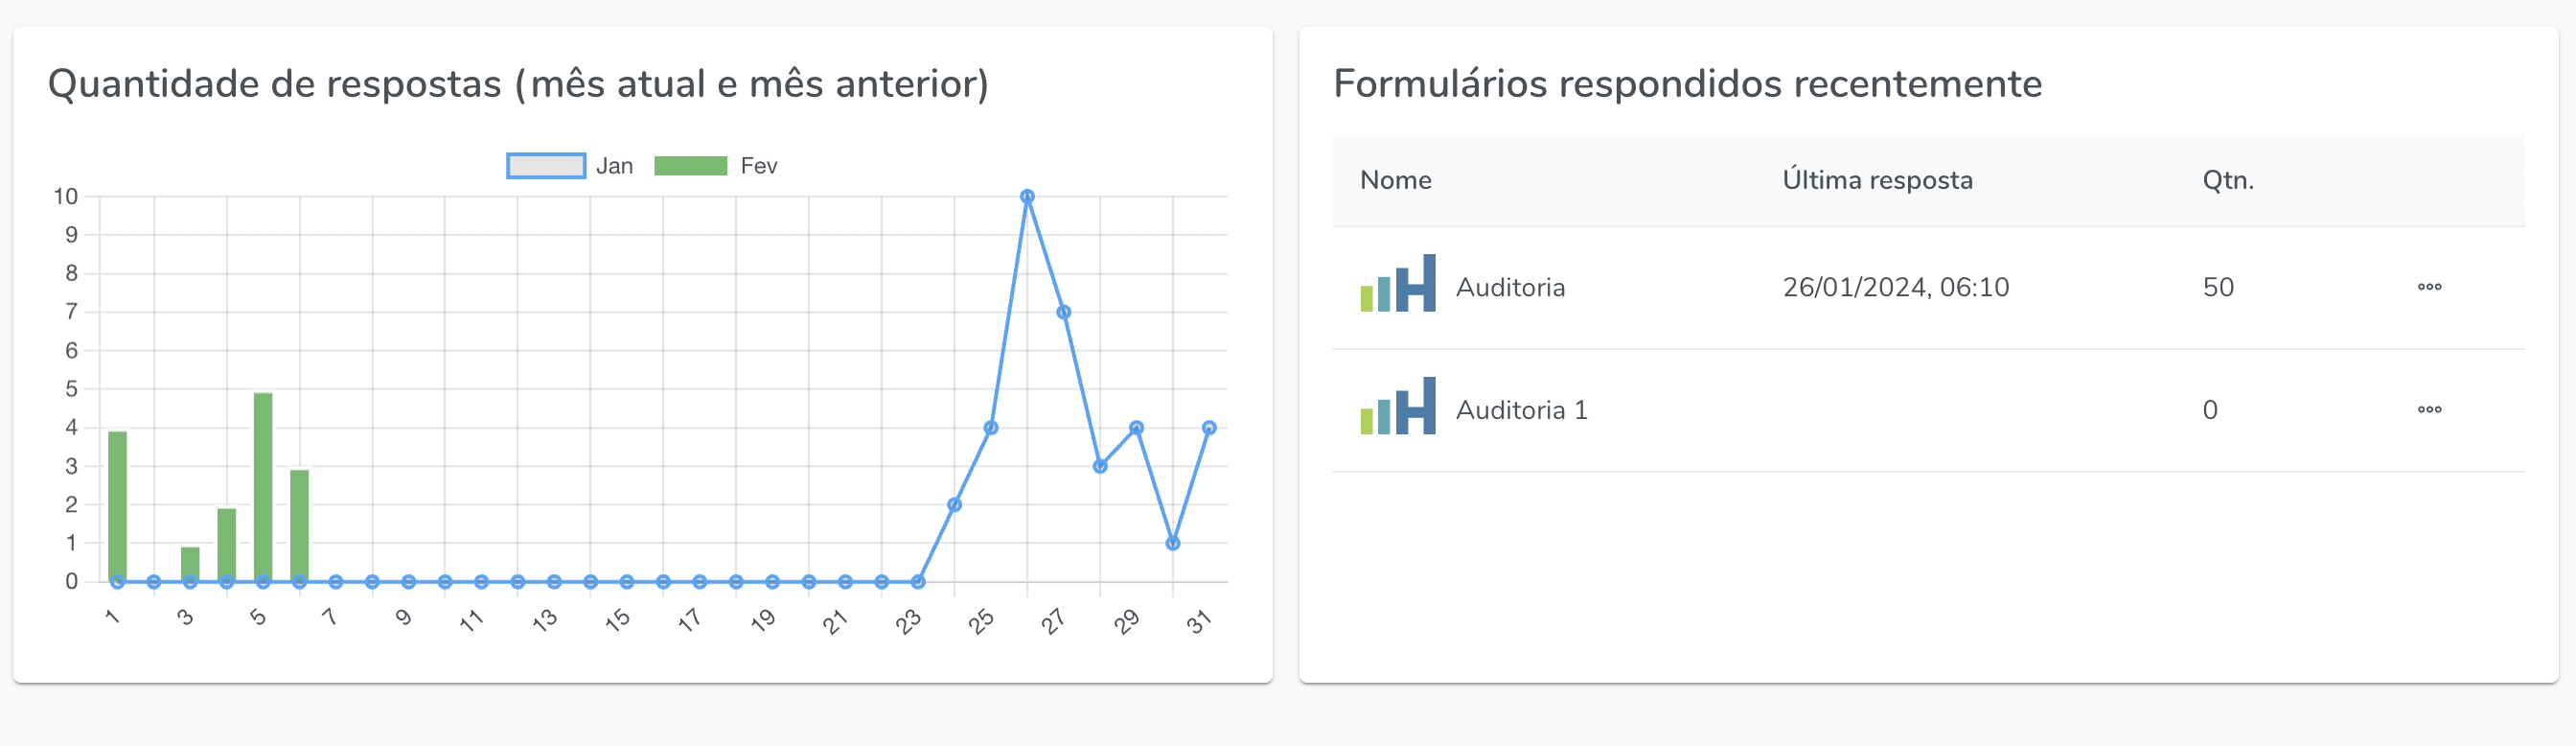 Quantidade de respostas (mês atual e mês anterior)
Jan Fev
10
9
8
7
6
5
4
3
2
1
0
1 3 5 7 9 11 13 15 17 19 21 23 25 27 29 31
Formulários respondidos recentemente
Nome Última resposta Qtn.
Auditoria 26/01/2024, 06:10 50
Auditoria 1 0